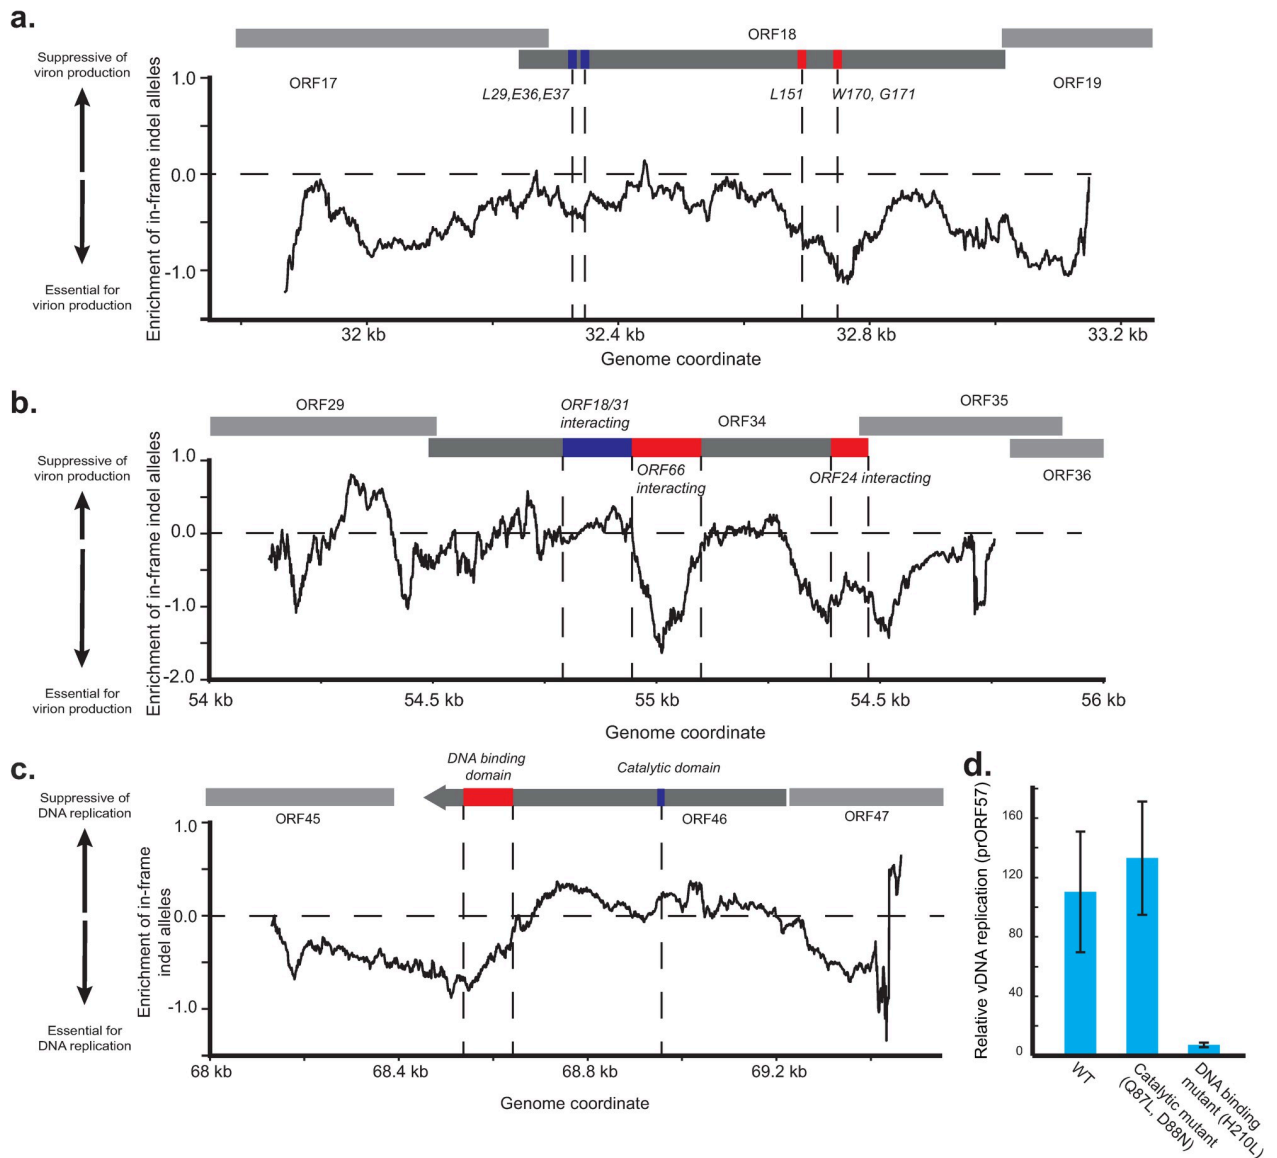 a.
ORF18
Suppressive of
viron production
1.0
ORF17
ORF19
L29,E36,E37
L151
W170, G171
Enrichment of in-frame indel alleles
0.0
-1.0
Essential for
virion production
32 kb
32.4 kb
32.8 kb
33.2 kb
Genome coordinate
b.
ORF29
ORF18/31
interacting
ORF34
ORF35
Suppressive of
viron production
1.0
ORF66
interacting
ORF24 interacting
ORF36
Enrichment of in-frame indel alleles
0.0
-1.0
-2.0
Essential for
virion production
54 kb
54.5 kb
55 kb
54.5 kb
56 kb
Genome coordinate
c.
DNA binding
domain
Catalytic domain
Suppressive of
DNA replication
1.0
ORF45
ORF46
ORF47
Enrichment of in-frame
indel alleles
0.0
-1.0
Essential for
DNA replication
68 kb
68.4 kb
68.8 kb
69.2 kb
Genome coordinate
d.
Relative vDNA replication (prORF57)
160
120
80
40
0
WT
Catalytic mutant
(Q87L, D88N)
DNA binding
mutant (H210L)